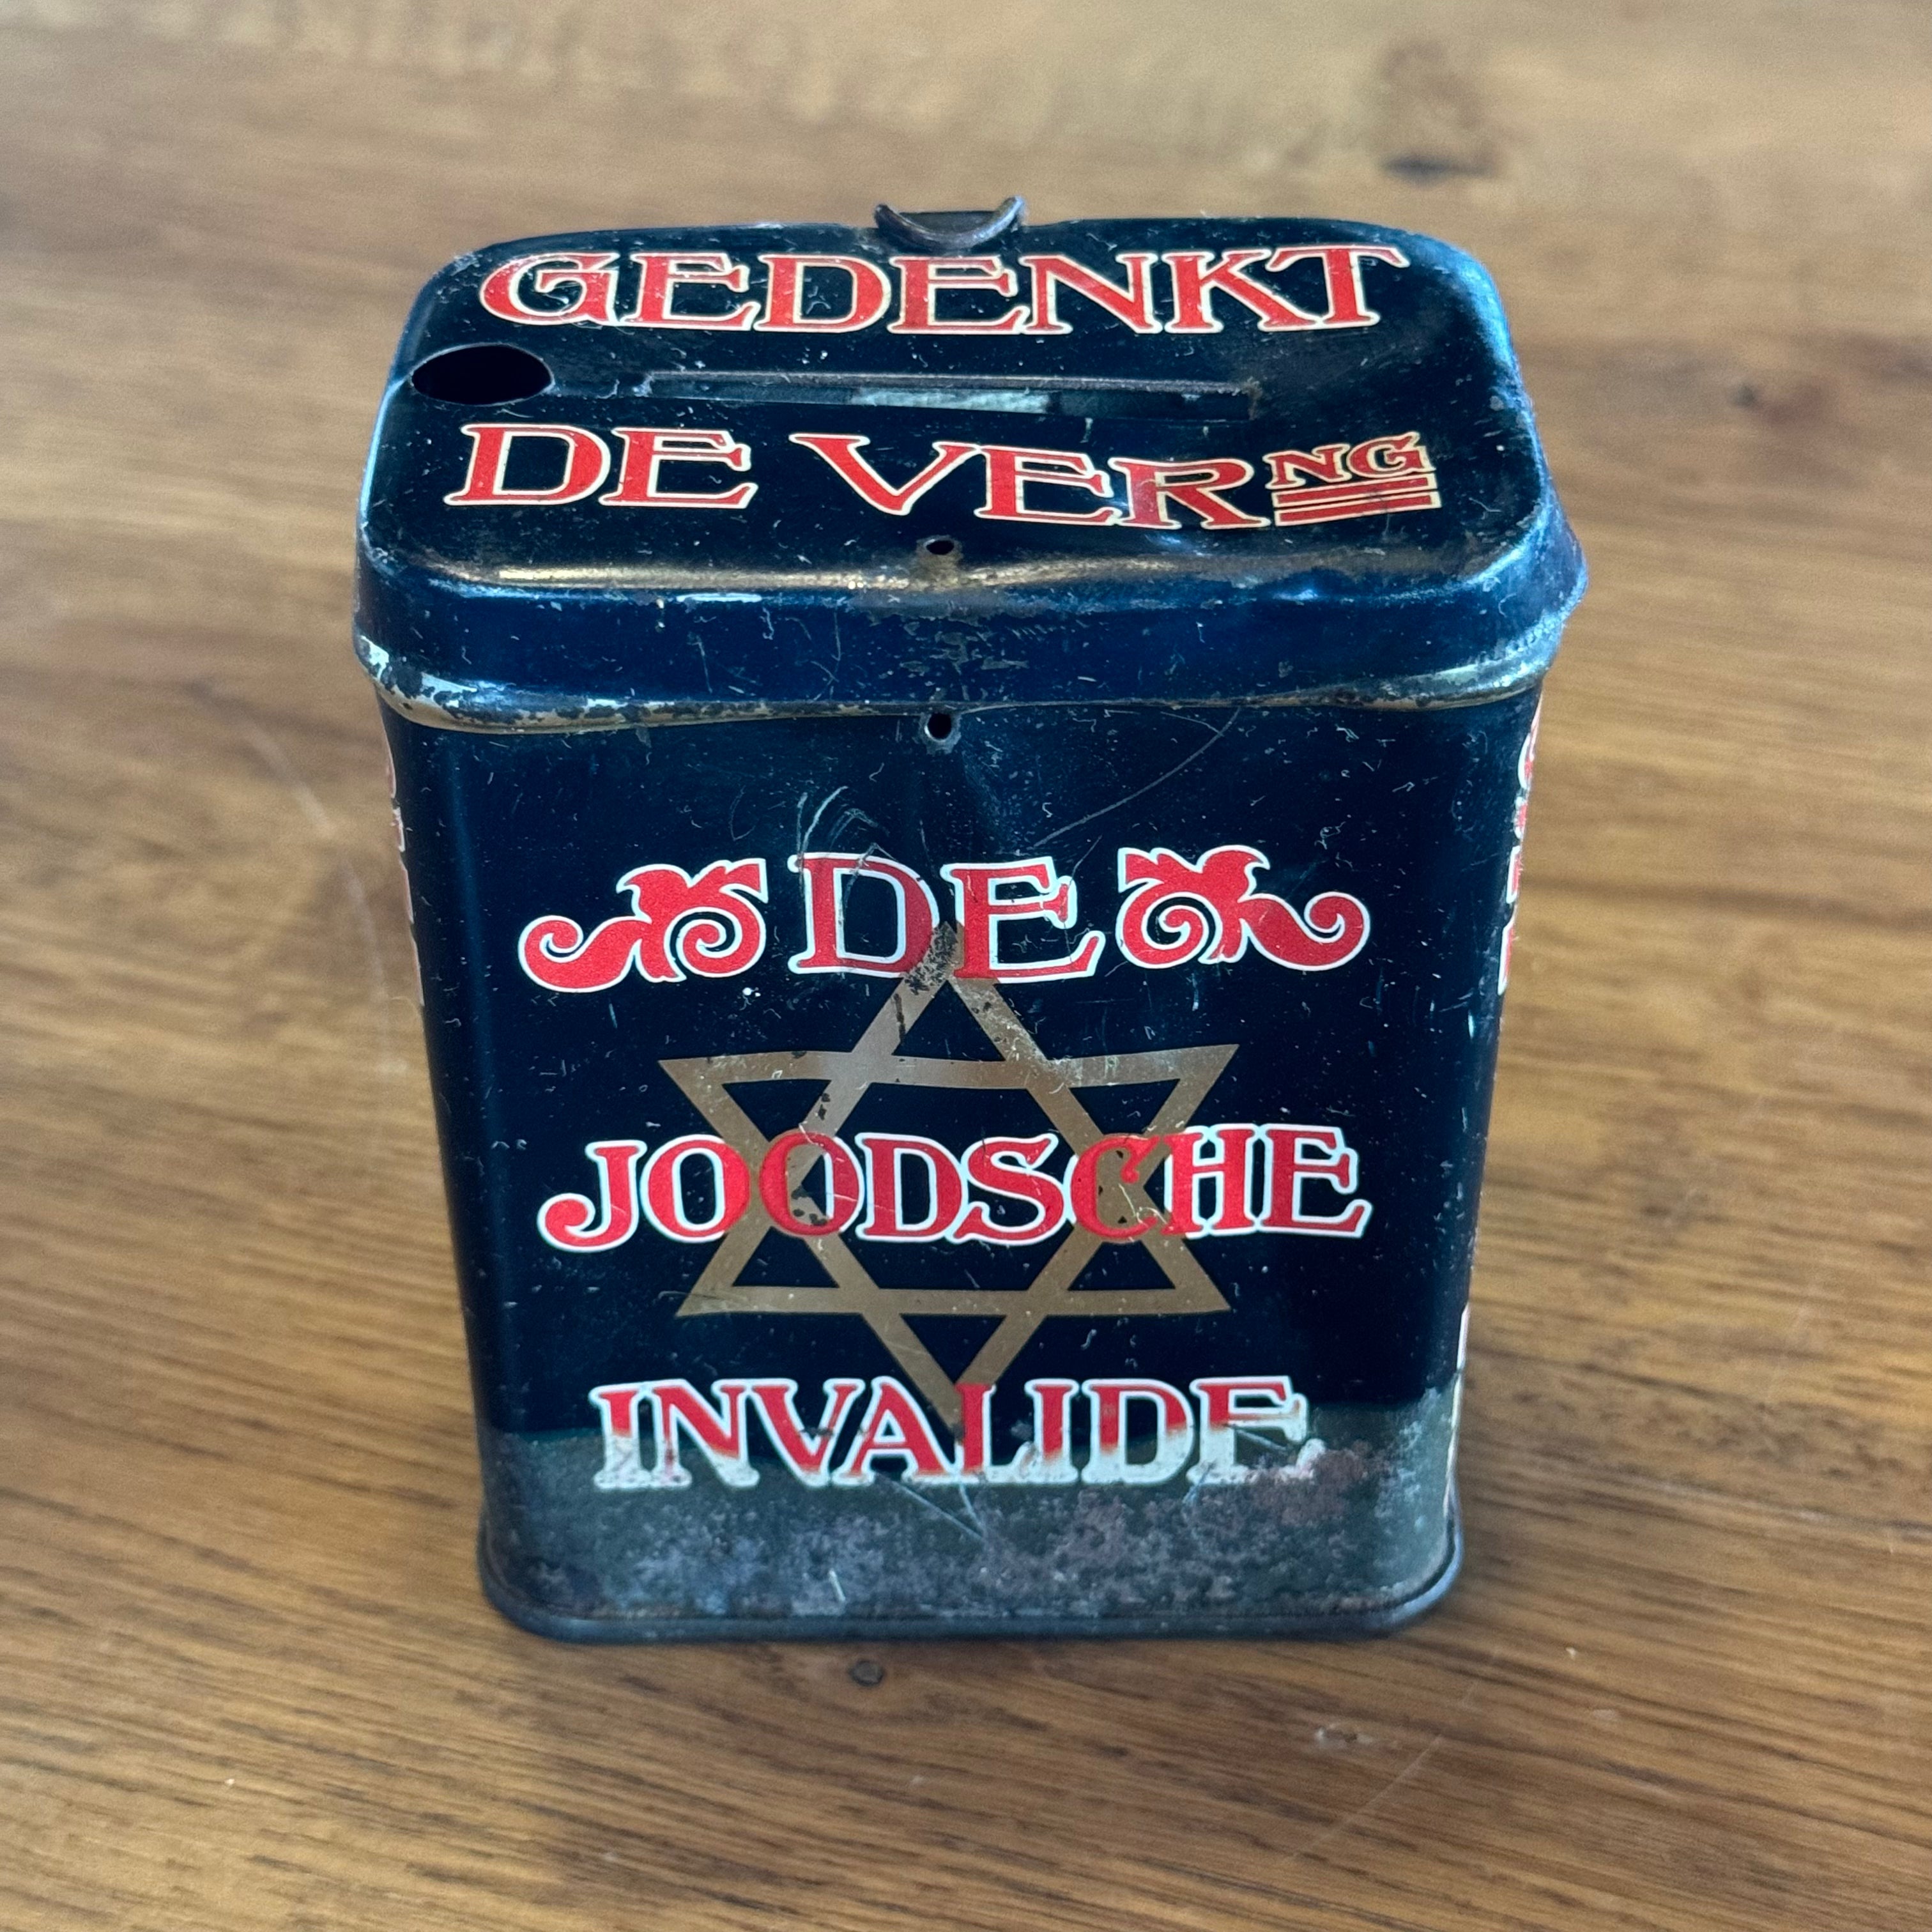 GEDENKT
DE VERNG
DE
JOODSCHE
INVALIDE